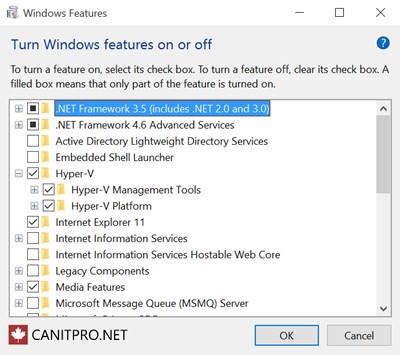 Windows Features
Turn Windows features on or off
To turn a feature on, select its check box. To turn a feature off, clear its check box. A
filled box means that only part of the feature is turned on.
.NET Framework 3.5 (includes .NET 2.0 and 3.0)
.NET Framework 4.6 Advanced Services
Active Directory Lightweight Directory Services
Embedded Shell Launcher
Hyper-V
Hyper-V Management Tools
Hyper-V Platform
Internet Explorer 11
Internet Information Services
Internet Information Services Hostable Web Core
Legacy Components
Media Features
Microsoft Message Queue (MSMQ) Server
CANITPRO.NET
OK
Cancel